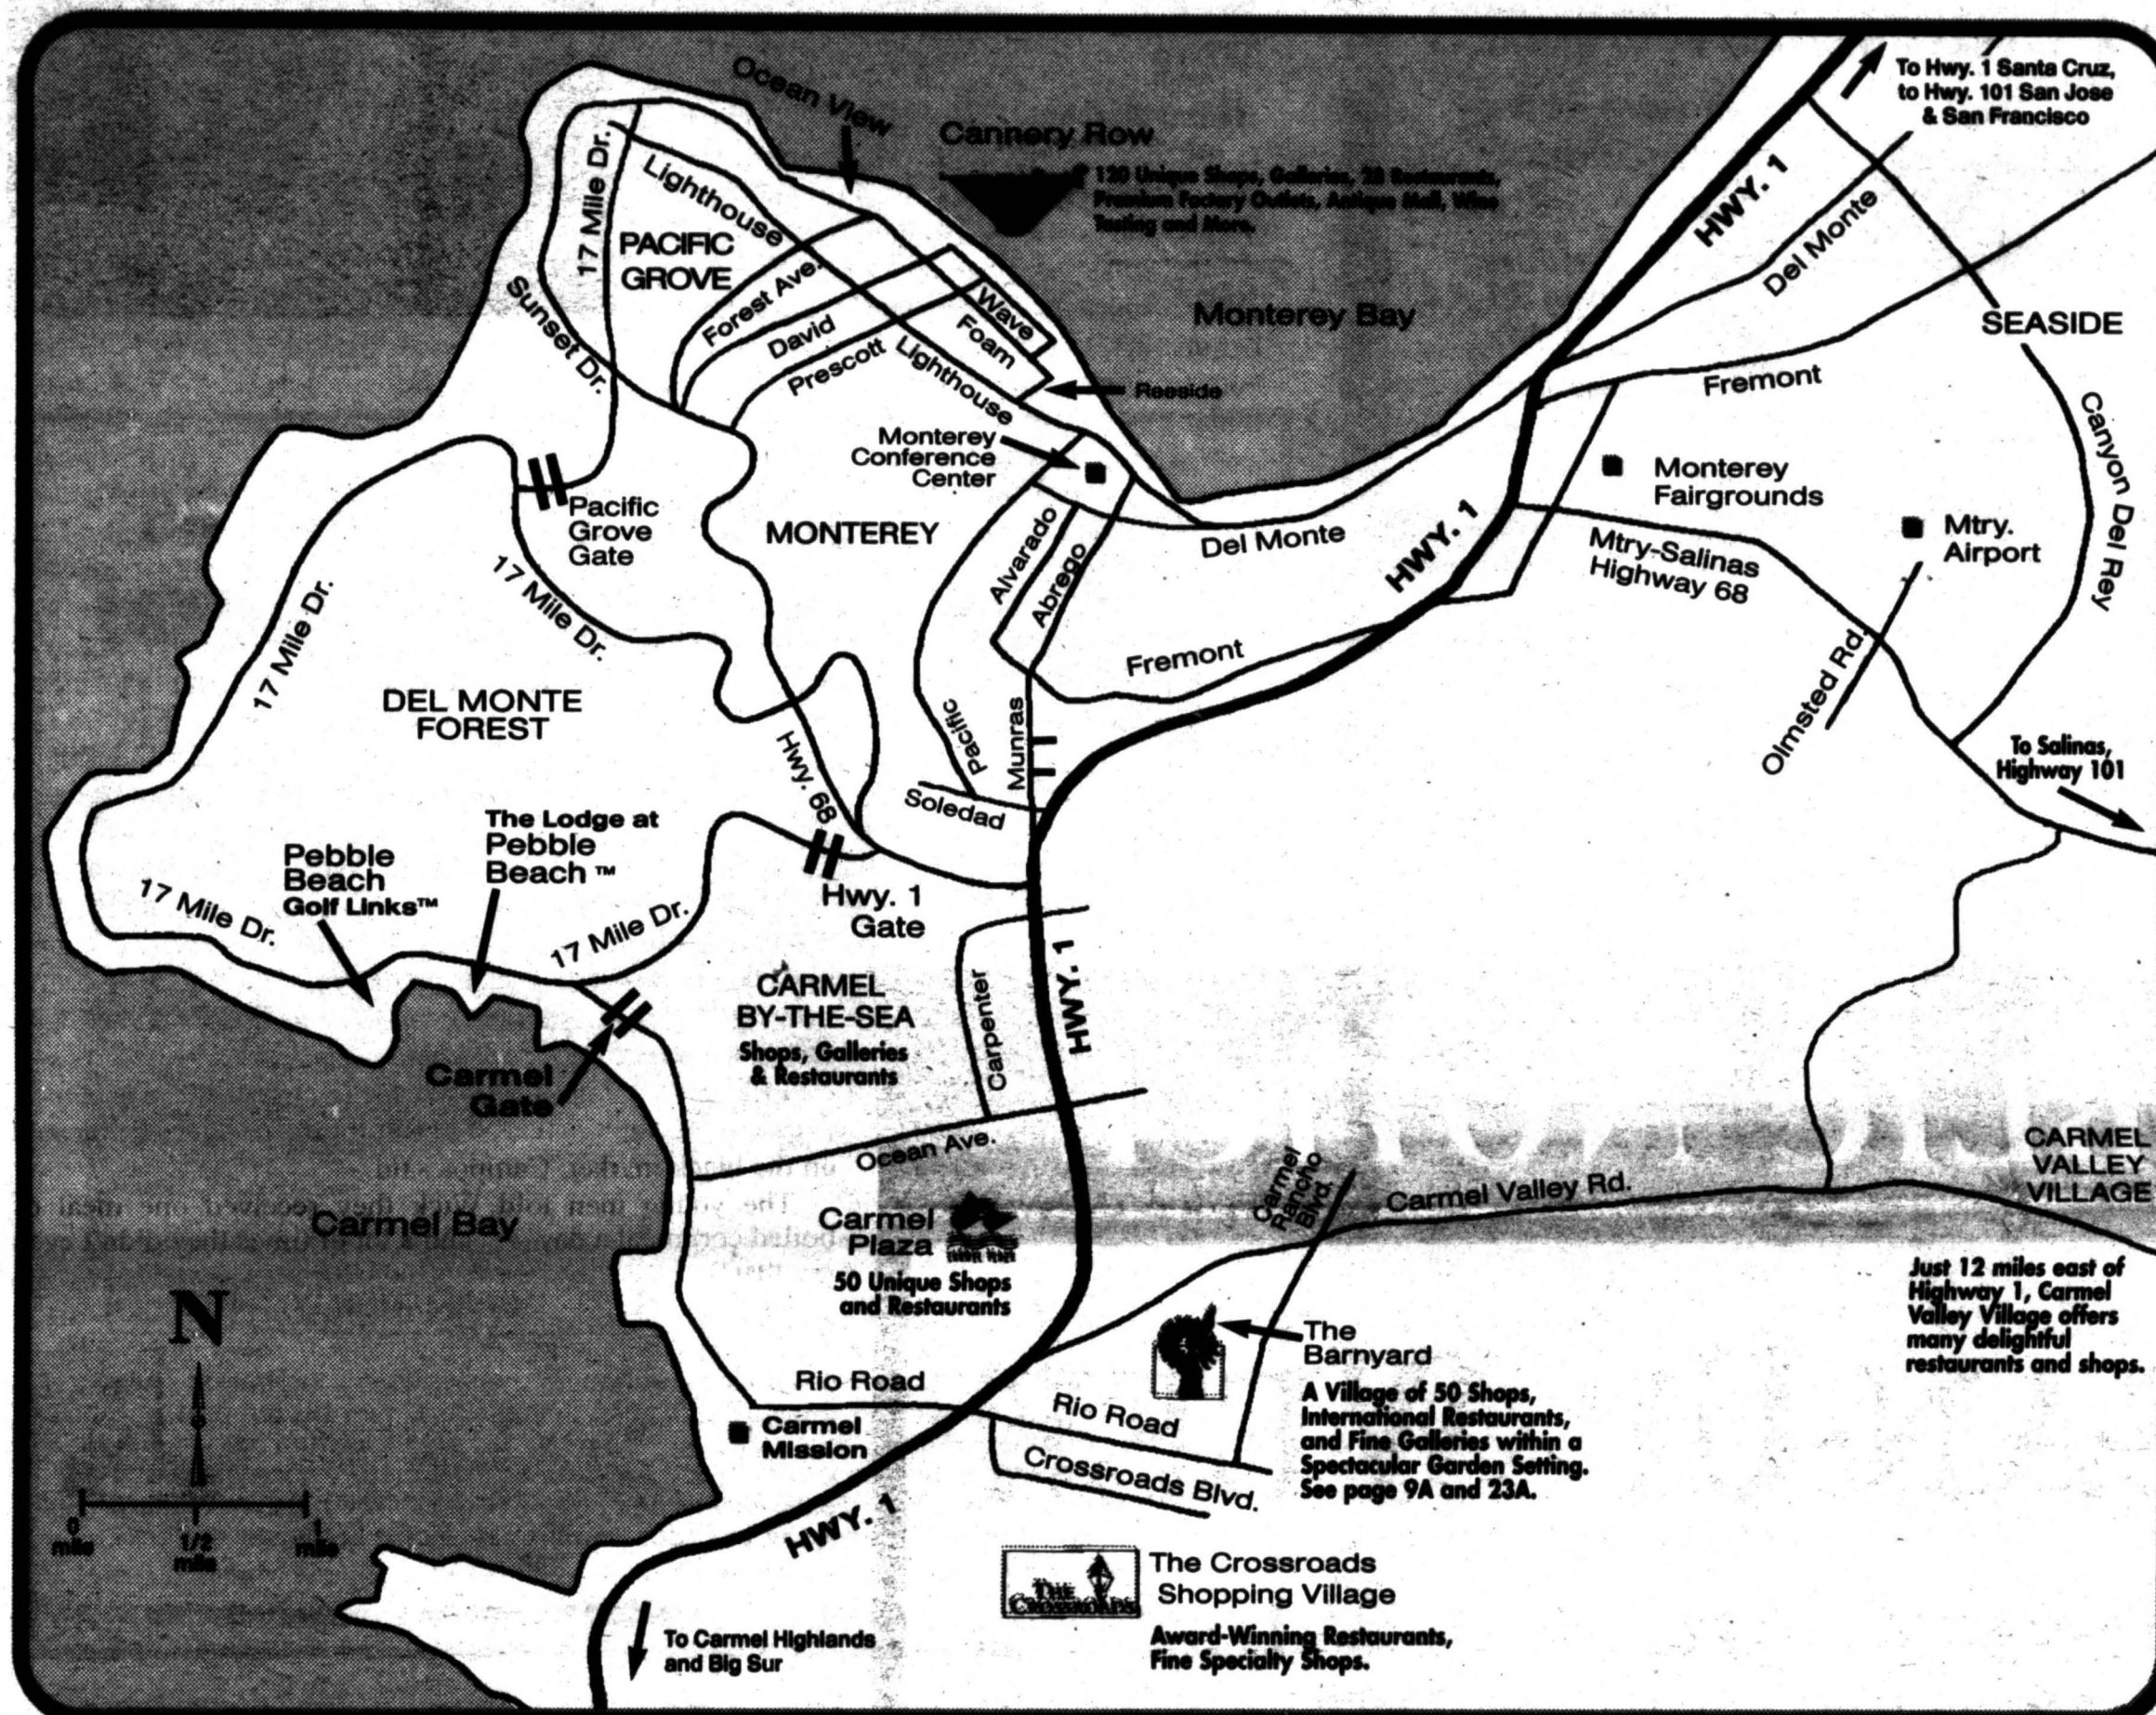 To Hwy. 1 Santa Cruz,
to Hwy. 101 San Jose
& San Francisco
Ocean View
Cannery Row
120 Unique Shops, Galleries, 28 Restaurants,
Premium Factory Outlets, Antique Mall, Wine
Tasting and More.
17 Mile Dr.
Lighthouse
PACIFIC
GROVE
HWY. 1
Del Monte
Forest Ave.
Sunset Dr.
David
Prescott
Wave
Foam
Lighthouse
Reeside
Monterey Bay
SEASIDE
Fremont
Canyon Del Rey
Monterey
Conference
Center
Monterey
Fairgrounds
Mtry.
Airport
Pacific
Grove
Gate
MONTEREY
Alvarado
Abrego
Del Monte
HWY. 1
Mtry-Salinas
Highway 68
17 Mile Dr.
17 Mile Dr.
Fremont
Olmsted Rd.
DEL MONTE
FOREST
Pacific
Munras
Hwy. 68
Soledad
To Salinas,
Highway 101
The Lodge at
Pebble
Beach ™
Pebble
Beach
Golf Links™
17 Mile Dr.
17 Mile Dr.
Hwy. 1
Gate
CARMEL
BY-THE-SEA
Shops, Galleries
& Restaurants
Carpenter
HWY. 1
Carmel
Gate
Ocean Ave.
Carmel
Rancho
Blvd.
Carmel Valley Rd.
CARMEL
VALLEY
VILLAGE
Carmel Bay
Carmel
Plaza
50 Unique Shops
and Restaurants
Just 12 miles east of
Highway 1, Carmel
Valley Village offers
many delightful
restaurants and shops.
N
The
Barnyard
A Village of 50 Shops,
International Restaurants,
and Fine Galleries within a
Spectacular Garden Setting.
See page 9A and 23A.
Rio Road
Rio Road
Carmel
Mission
Crossroads Blvd.
0
mile
1/2
mile
1
mile
HWY. 1
THE
CROSSROADS
The Crossroads
Shopping Village
Award-Winning Restaurants,
Fine Specialty Shops.
To Carmel Highlands
and Big Sur